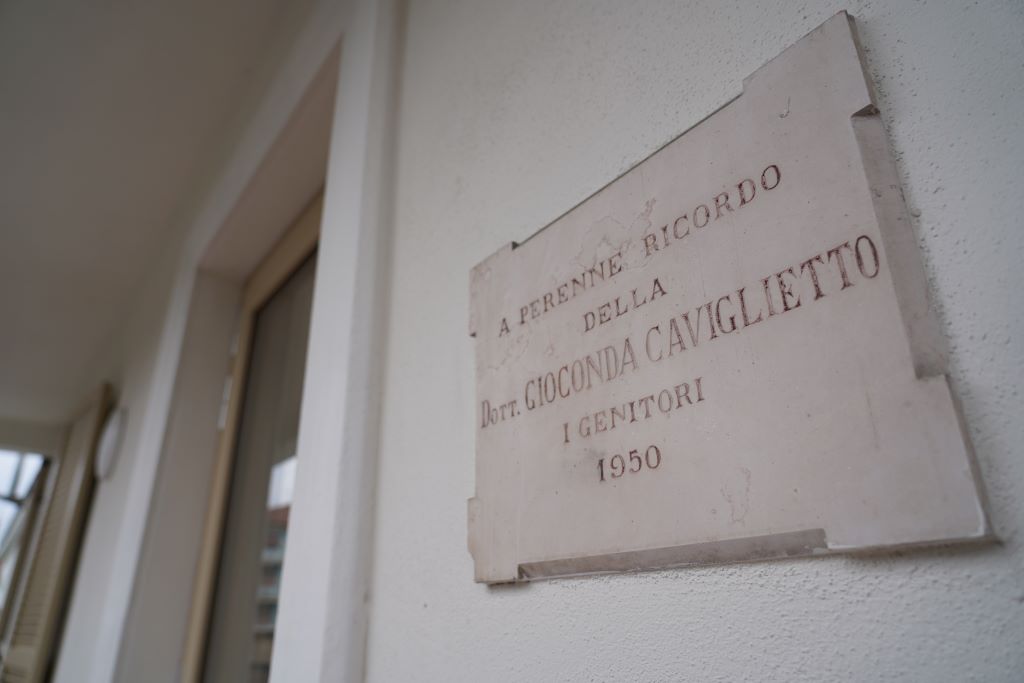 A PERENNE RICORDO
DELLA
DOTT. GIOCONDA CAVIGLIETTO
I GENITORI
1950